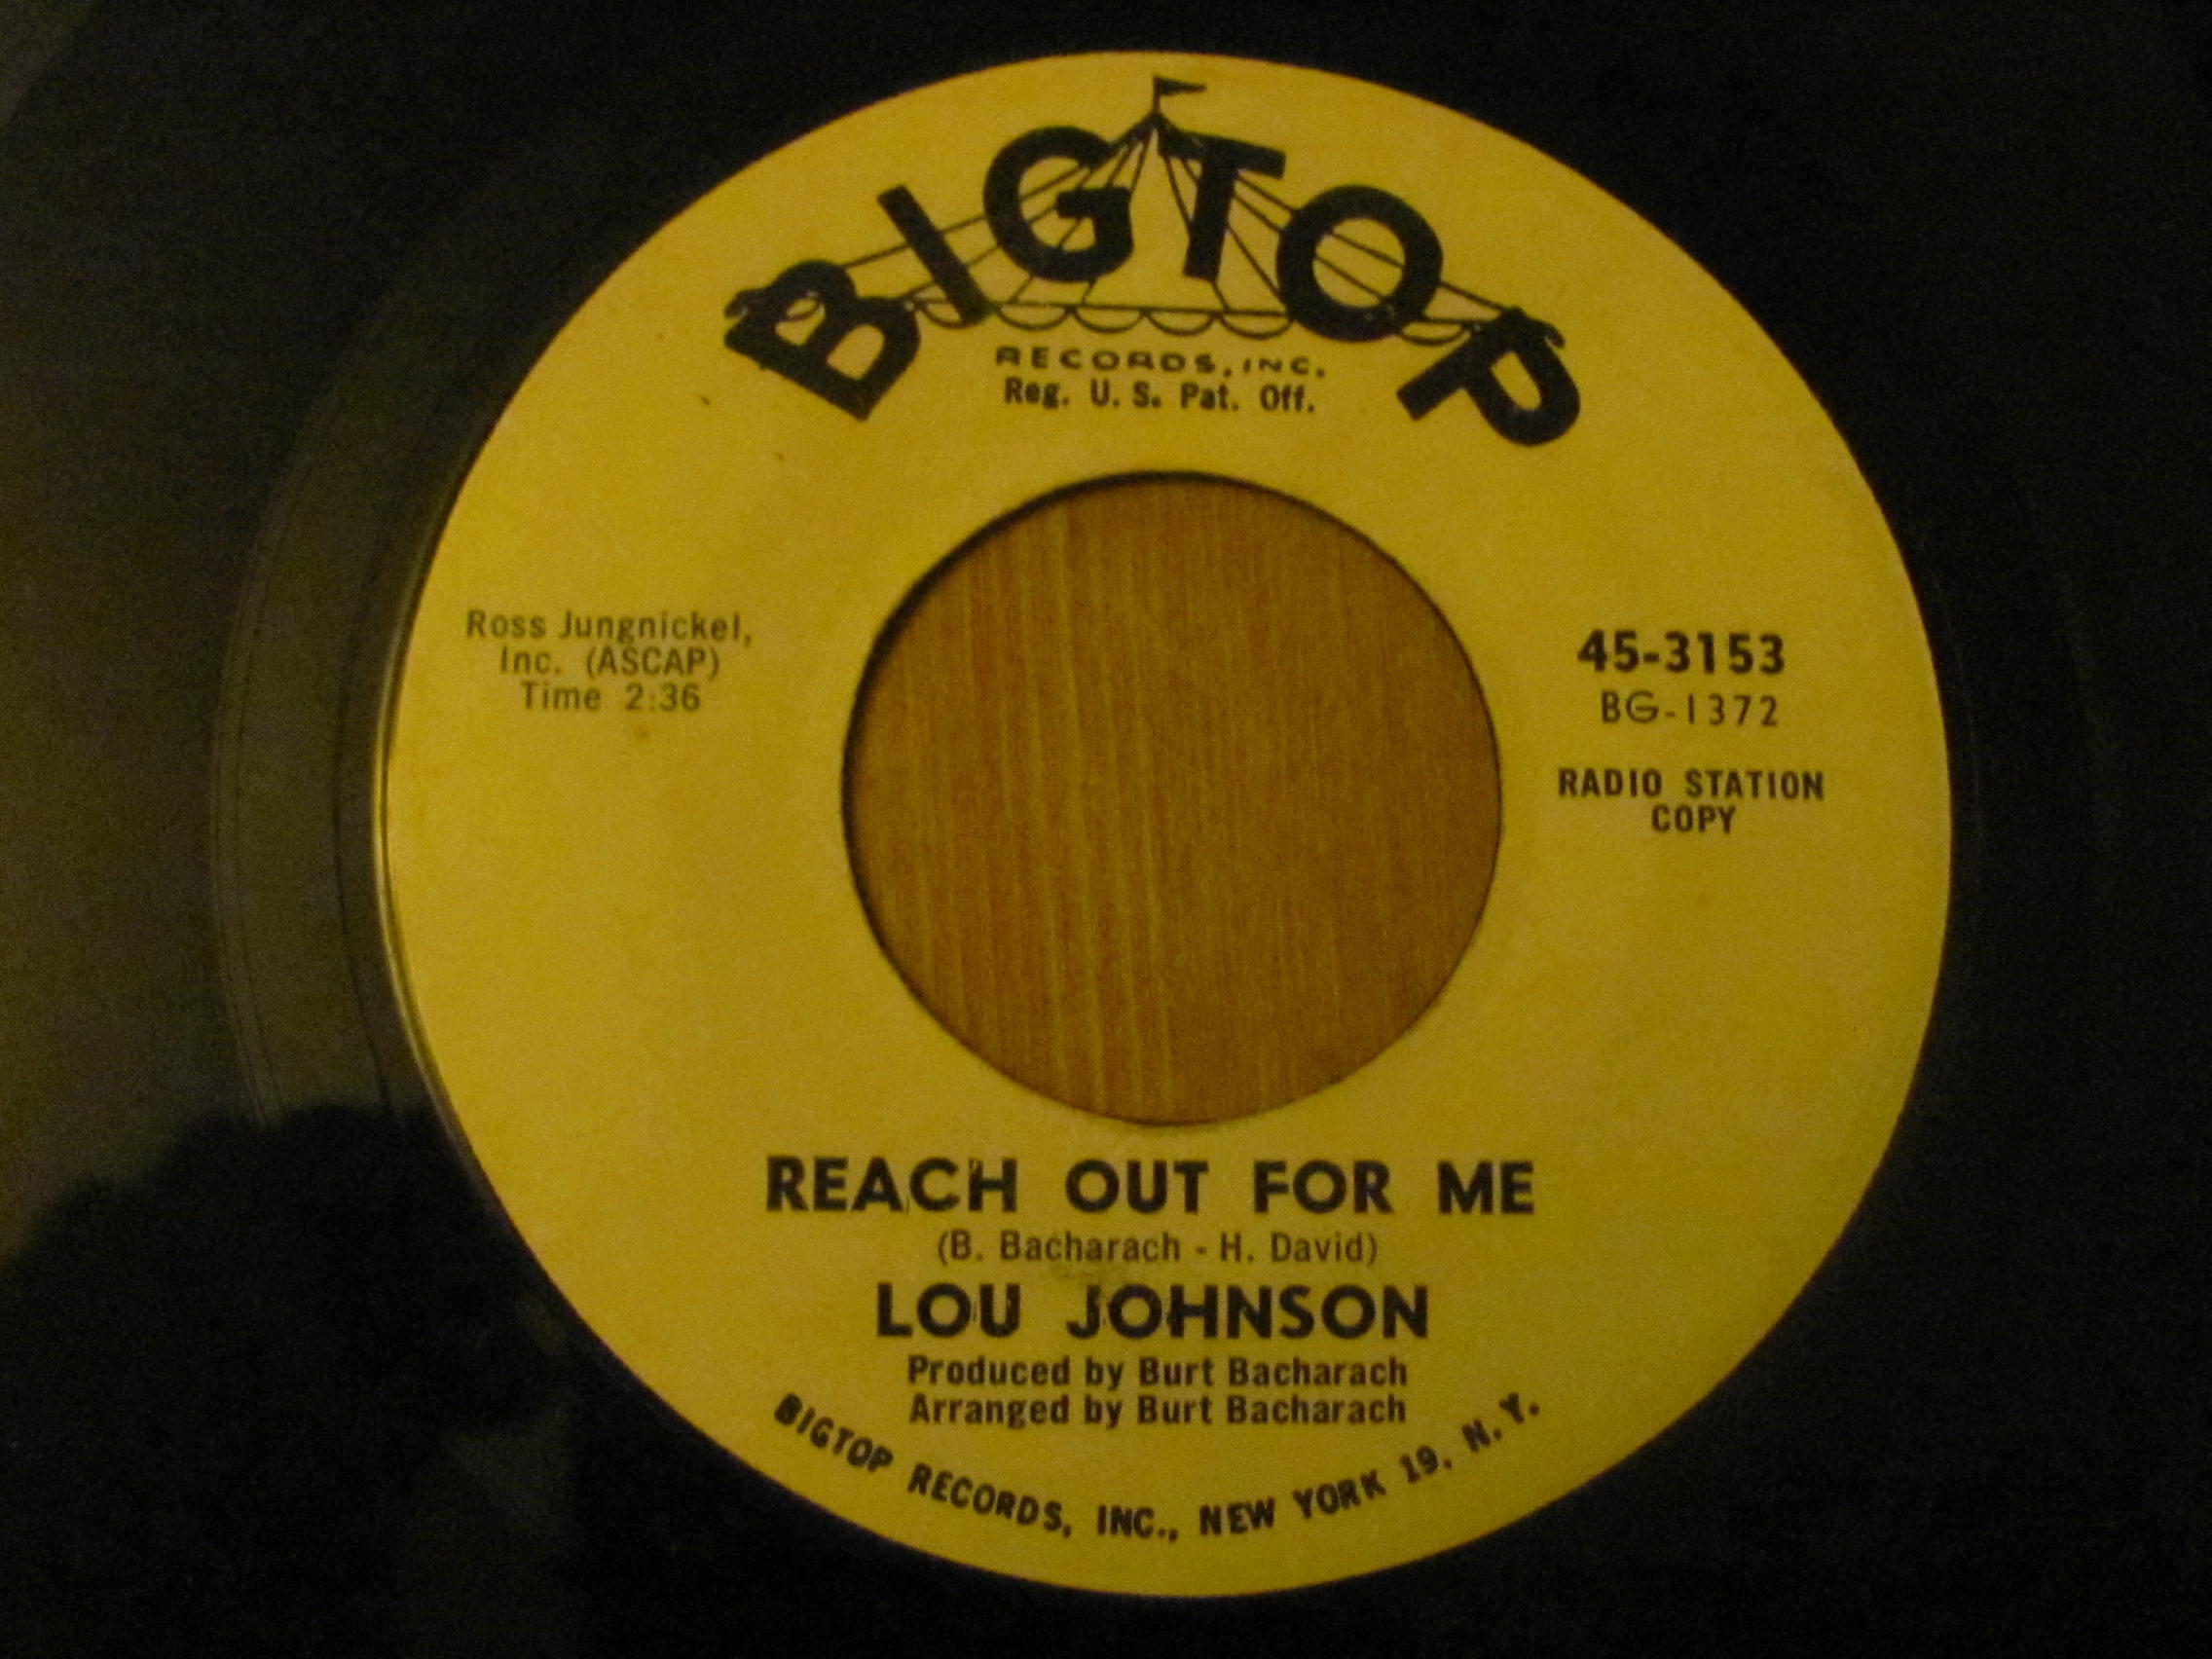 BIGTOP
RECORDS, INC.
Reg. U. S. Pat. Off.
Ross Jungnickel,
Inc. (ASCAP)
Time 2:36
45-3153
BG-1372
RADIO STATION
COPY
REACH OUT FOR ME
(B. Bacharach - H. David)
LOU JOHNSON
Produced by Burt Bacharach
Arranged by Burt Bacharach
BIGTOP RECORDS, INC., NEW YORK 19, N. Y.